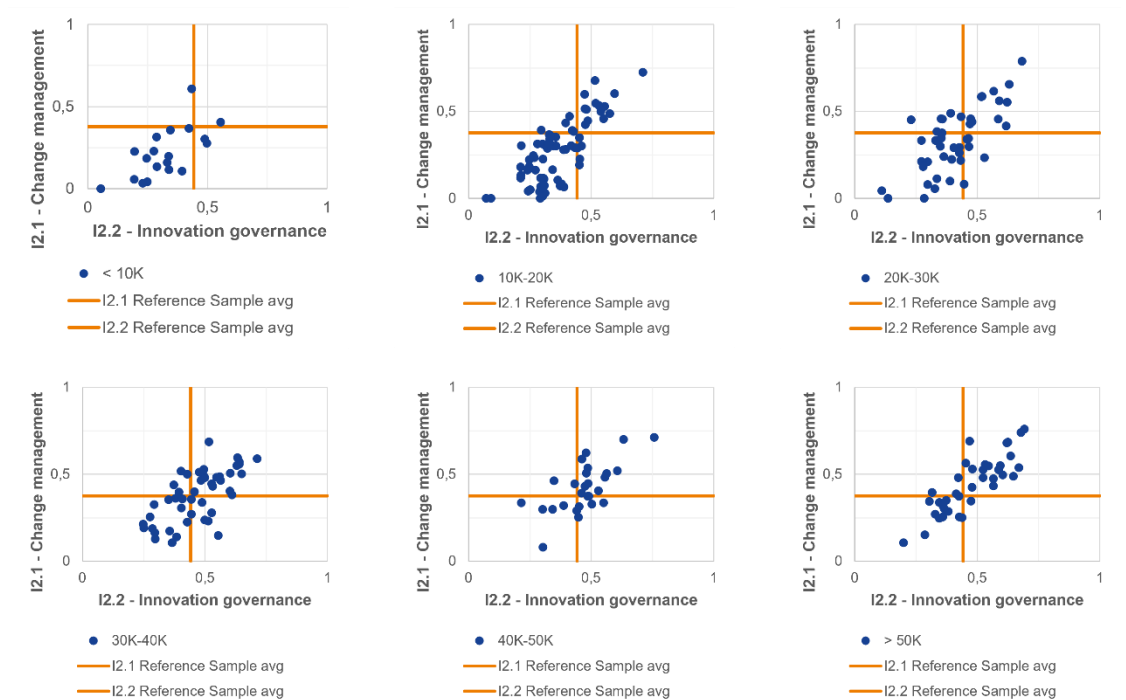 1
0,5
0
0
0,5
1
I2.1 - Change management
I2.2 - Innovation governance
< 10K
I2.1 Reference Sample avg
I2.2 Reference Sample avg
1
0,5
0
0
0,5
1
I2.1 - Change management
I2.2 - Innovation governance
10K-20K
I2.1 Reference Sample avg
I2.2 Reference Sample avg
1
0,5
0
0
0,5
1
I2.1 - Change management
I2.2 - Innovation governance
20K-30K
I2.1 Reference Sample avg
I2.2 Reference Sample avg
1
0,5
0
0
0,5
1
I2.1 - Change management
I2.2 - Innovation governance
30K-40K
I2.1 Reference Sample avg
I2.2 Reference Sample avg
1
0,5
0
0
0,5
1
I2.1 - Change management
I2.2 - Innovation governance
40K-50K
I2.1 Reference Sample avg
I2.2 Reference Sample avg
1
0,5
0
0
0,5
1
I2.1 - Change management
I2.2 - Innovation governance
> 50K
I2.1 Reference Sample avg
I2.2 Reference Sample avg